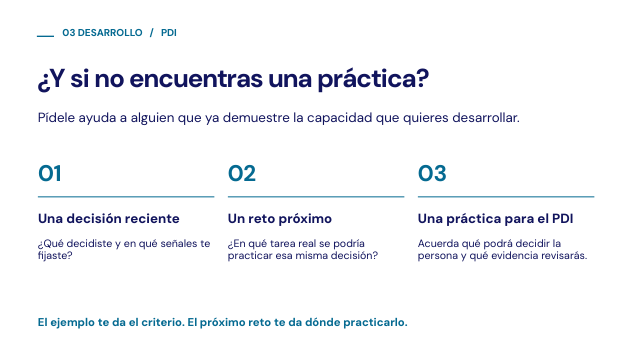 03 DESARROLLO / PDI
¿Y si no encuentras una práctica?
Pídele ayuda a alguien que ya demuestre la capacidad que quieres desarrollar.
01
Una decisión reciente
¿Qué decidiste y en qué señales te
fijaste?
02
Un reto próximo
¿En qué tarea real se podría
practicar esa misma decisión?
03
Una práctica para el PDI
Acuerda qué podrá decidir la
persona y qué evidencia revisarás.
El ejemplo te da el criterio. El próximo reto te da dónde practicarlo.